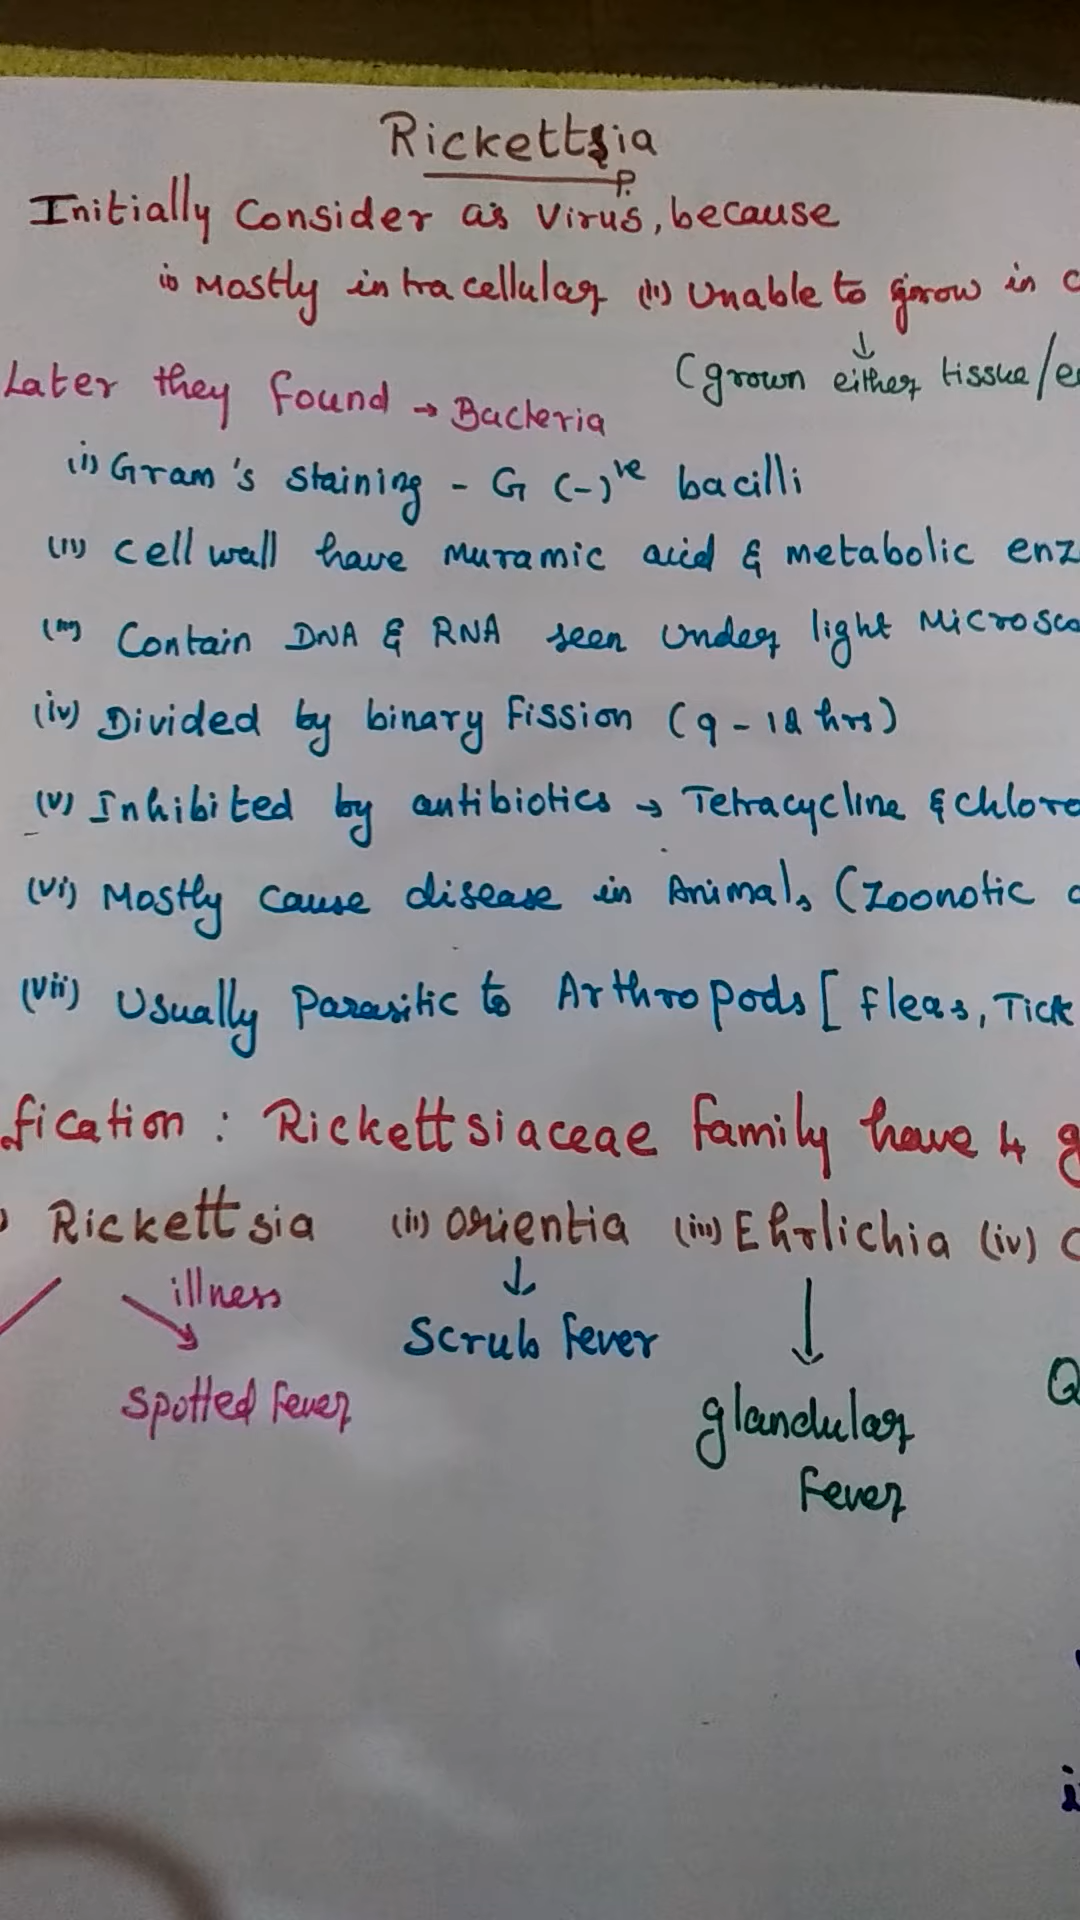 Rickettsia
P.
Initially Consider as Virus, because
(i) Mostly intracellular (ii) Unable to grow in
(grown either tissue/
Later they found → Bacteria
(i) Gram's Staining - G (-)ve bacilli
(ii) Cell wall have muramic acid & metabolic enz
(iii) Contain DNA & RNA seen under light Microsco
(iv) Divided by binary Fission (9-12 hrs)
(v) Inhibited by antibiotics → Tetracycline & Chloro
(vi) Mostly cause disease in Animals (Zoonotic
(vii) Usually Parasitic to Arthropods [fleas, Tick
fication : Rickettsiaceae family have 4 g
Rickettsia (ii) Orientia (iii) Ehrlichia (iv) C
illness
Scrub Fever
Spotted Fever
Q
glandular
Fever